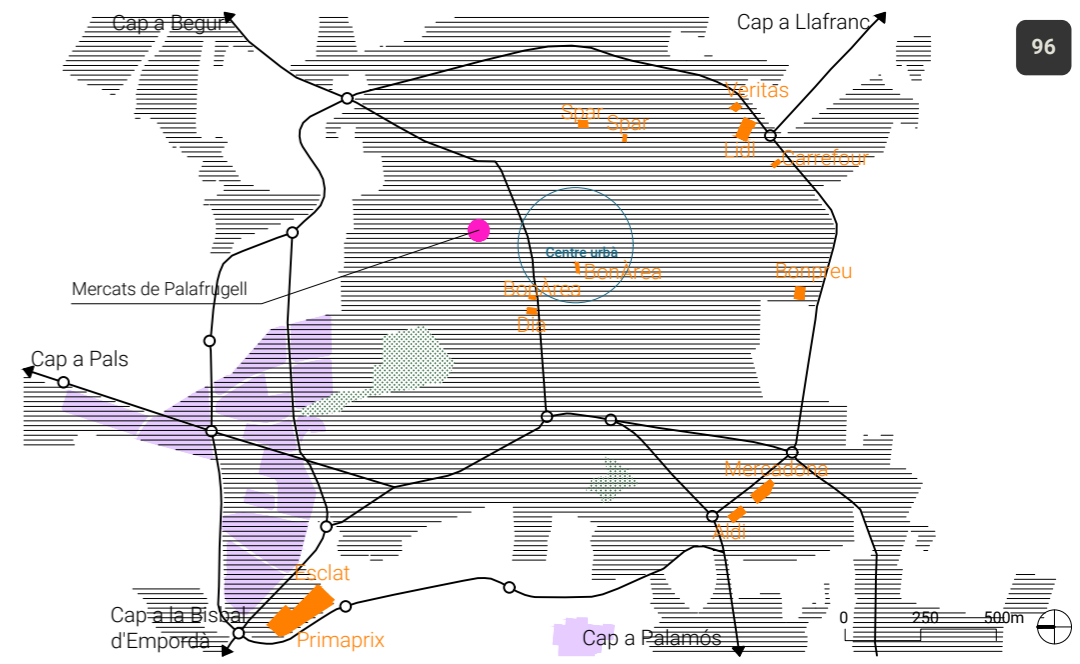 Cap a Begur
Cap a Llafranc
96
Veritas
Spar
Spar
Lidl
Carrefour
Centre urbà
BonÀrea
Bonpreu
Mercats de Palafrugell
BonÀrea
Dia
Cap a Pals
Mercadona
Aldi
Esclat
Cap a la Bisbal
d'Empordà
Primaprix
Cap a Palamós
0 250 500m